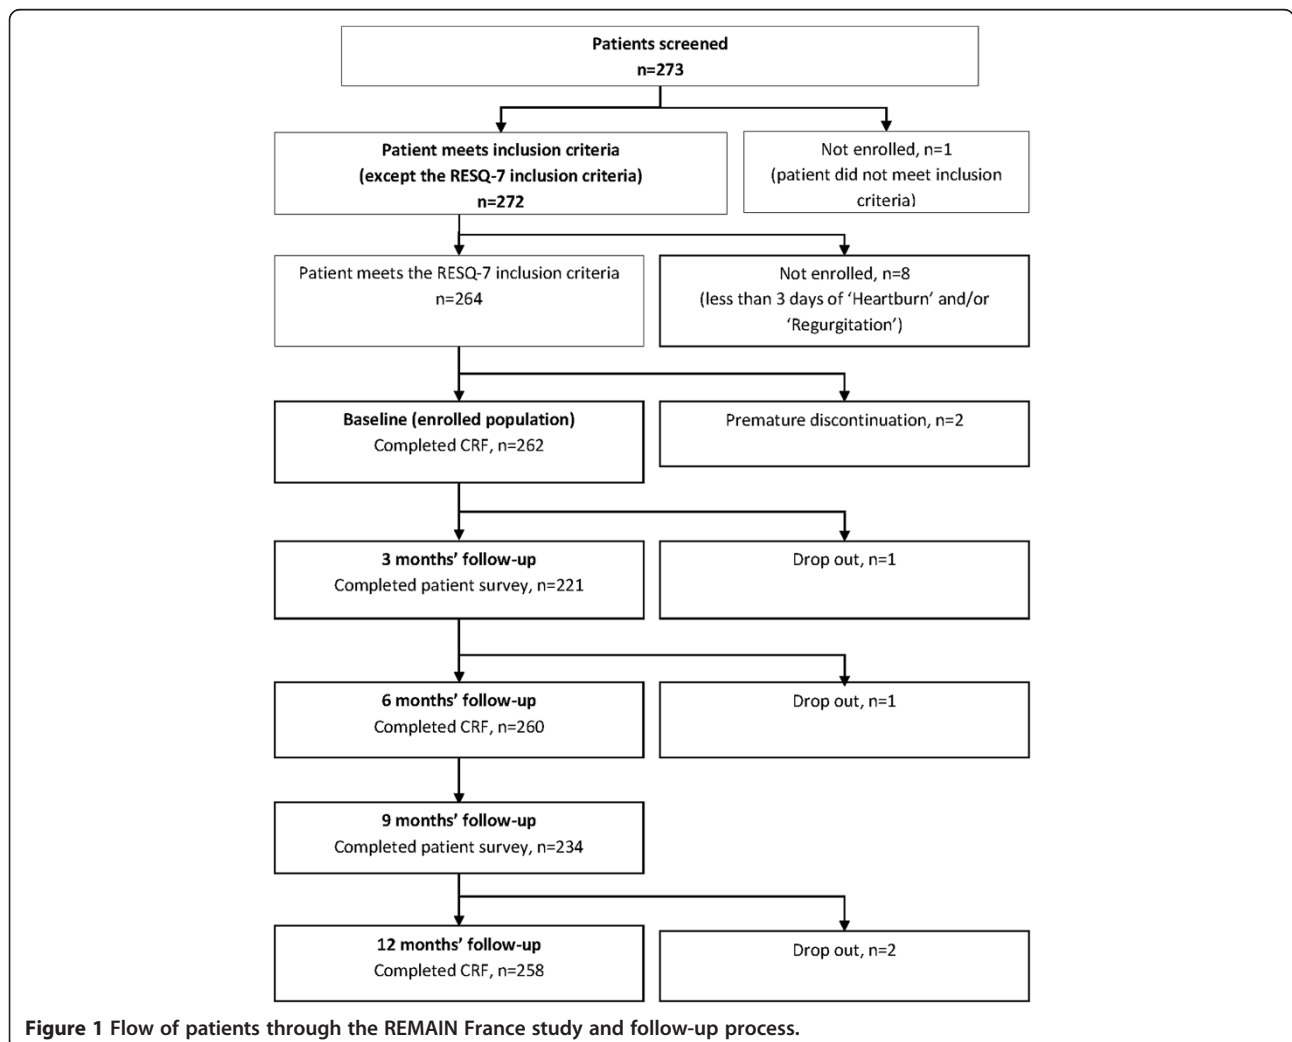 Patients screened
n=273
Patient meets inclusion criteria
(except the RESQ-7 inclusion criteria)
n=272
Not enrolled, n=1
(patient did not meet inclusion
criteria)
Patient meets the RESQ-7 inclusion criteria
n=264
Not enrolled, n=8
(less than 3 days of ‘Heartburn’ and/or
‘Regurgitation’)
Baseline (enrolled population)
Completed CRF, n=262
Premature discontinuation, n=2
3 months’ follow-up
Completed patient survey, n=221
Drop out, n=1
6 months’ follow-up
Completed CRF, n=260
Drop out, n=1
9 months’ follow-up
Completed patient survey, n=234
12 months’ follow-up
Completed CRF, n=258
Drop out, n=2
Figure 1 Flow of patients through the REMAIN France study and follow-up process.